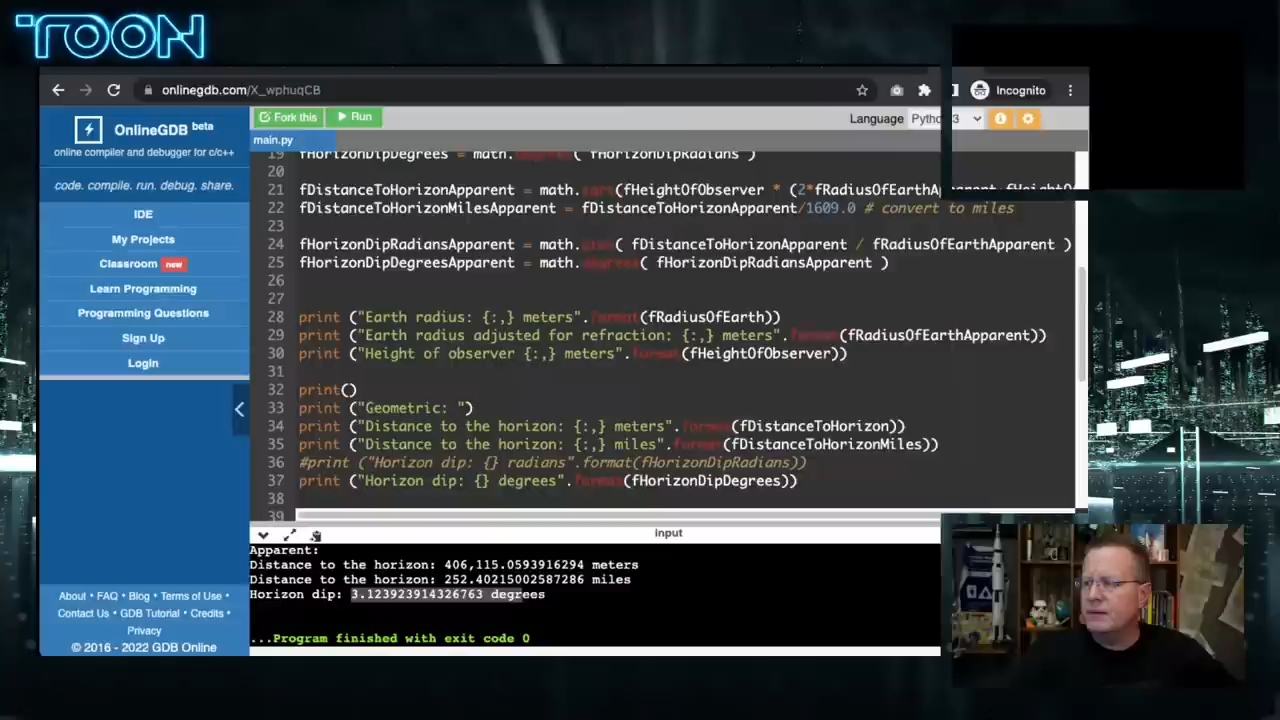 TOON
onlinegdb.com/X_wphuqCB
Incognito
OnlineGDB beta
online compiler and debugger for c/c++
code. compile. run. debug. share.
IDE
My Projects
Classroom new
Learn Programming
Programming Questions
Sign Up
Login
About • FAQ • Blog • Terms of Use •
Contact Us • GDB Tutorial • Credits •
Privacy
© 2016 - 2022 GDB Online
Fork this Run
Language
main.py
19 fHorizonDipDegrees = math. ( fHorizonDipRadians )
20
21 fDistanceToHorizonApparent = math. (fHeightOfObserver * (2*fRadiusOfEarth
22 fDistanceToHorizonMilesApparent = fDistanceToHorizonApparent/1609.0 # convert to miles
23
24 fHorizonDipRadiansApparent = math. ( fDistanceToHorizonApparent / fRadiusOfEarthApparent )
25 fHorizonDipDegreesApparent = math.degrees( fHorizonDipRadiansApparent )
26
27
28 print ("Earth radius: {:,} meters".format(fRadiusOfEarth))
29 print ("Earth radius adjusted for refraction: {:,} meters".format(fRadiusOfEarthApparent))
30 print ("Height of observer {:,} meters".format(fHeightOfObserver))
31
32 print()
33 print ("Geometric: ")
34 print ("Distance to the horizon: {:,} meters".format(fDistanceToHorizon))
35 print ("Distance to the horizon: {:,} miles".format(fDistanceToHorizonMiles))
36 #print ("Horizon dip: {} radians".format(fHorizonDipRadians))
37 print ("Horizon dip: {} degrees".format(fHorizonDipDegrees))
38
39
input
Apparent:
Distance to the horizon: 406,115.0593916294 meters
Distance to the horizon: 252.40215002587286 miles
Horizon dip: 3.123923914326763 degrees
...Program finished with exit code 0